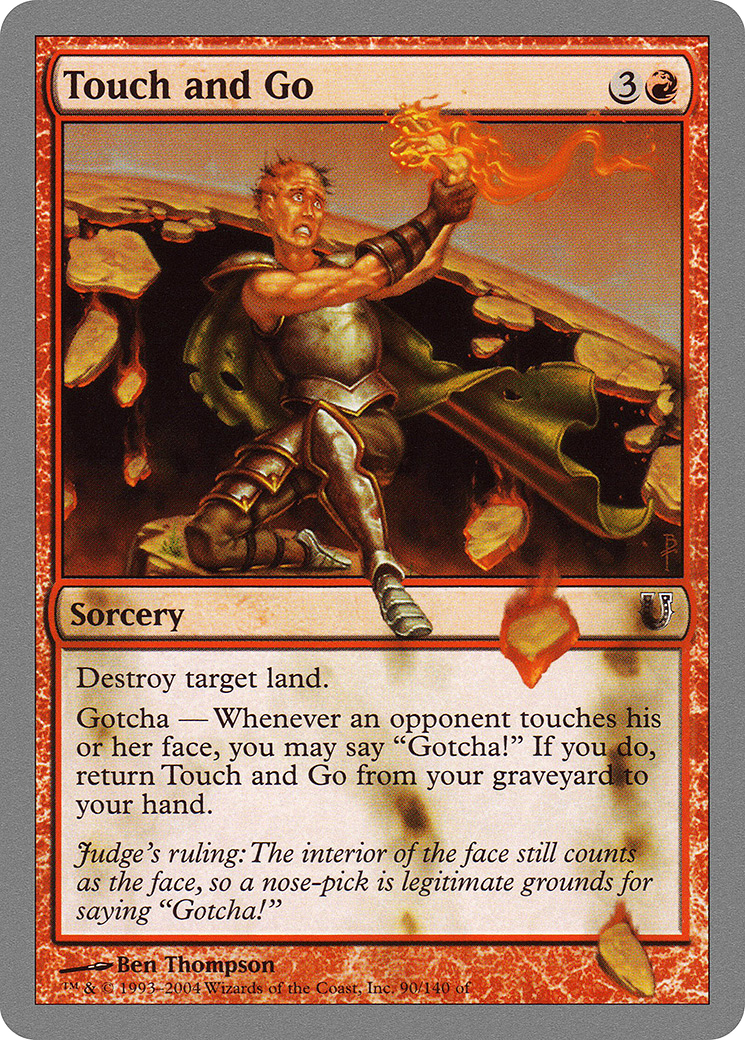 Touch and Go 3
Sorcery
Destroy target land.
Gotcha — Whenever an opponent touches his
or her face, you may say “Gotcha!” If you do,
return Touch and Go from your graveyard to
your hand.
Judge's ruling: The interior of the face still counts
as the face, so a nose-pick is legitimate grounds for
saying “Gotcha!”
Ben Thompson
™ & © 1993–2004 Wizards of the Coast, Inc. 90/140 of